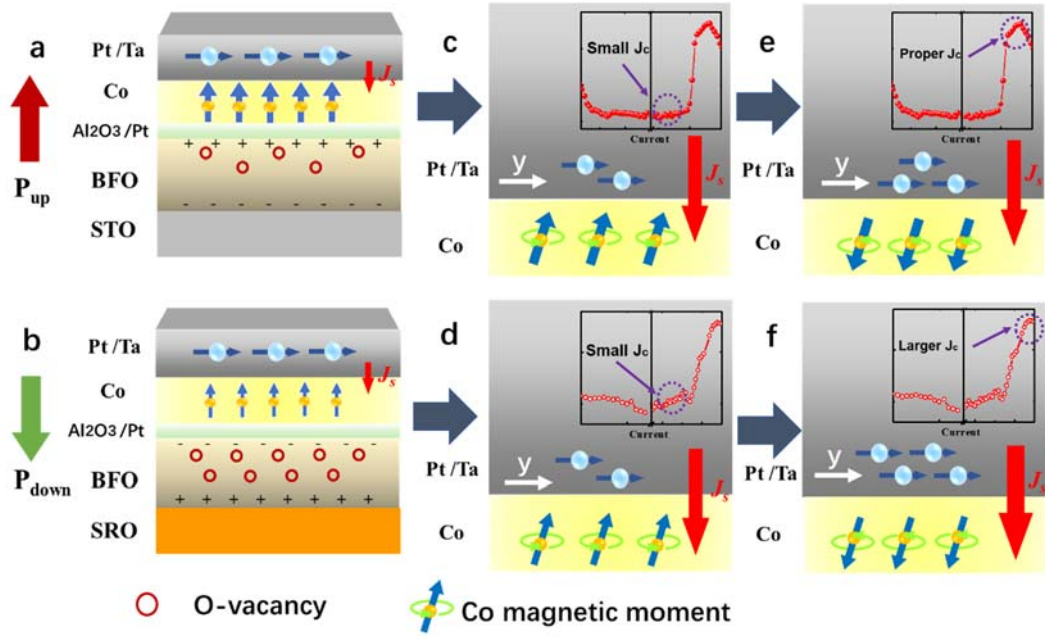 a
Pt /Ta
Js
Co
Al2O3/Pt
+ + + + + + + +
BFO
- - - - - - - -
STO
Pup
c
Small Jc
Current
Pt /Ta
y
Js
Co
e
Proper Jc
Current
Pt /Ta
y
Js
Co
b
Pt/Ta
Js
Co
Al2O3/Pt
- - - - - - - -
BFO
+ + + + + + + +
SRO
Pdown
d
Small Jc
Current
Pt /Ta
y
Js
Co
f
Larger Jc
Current
Pt /Ta
y
Js
Co
O-vacancy
Co magnetic moment